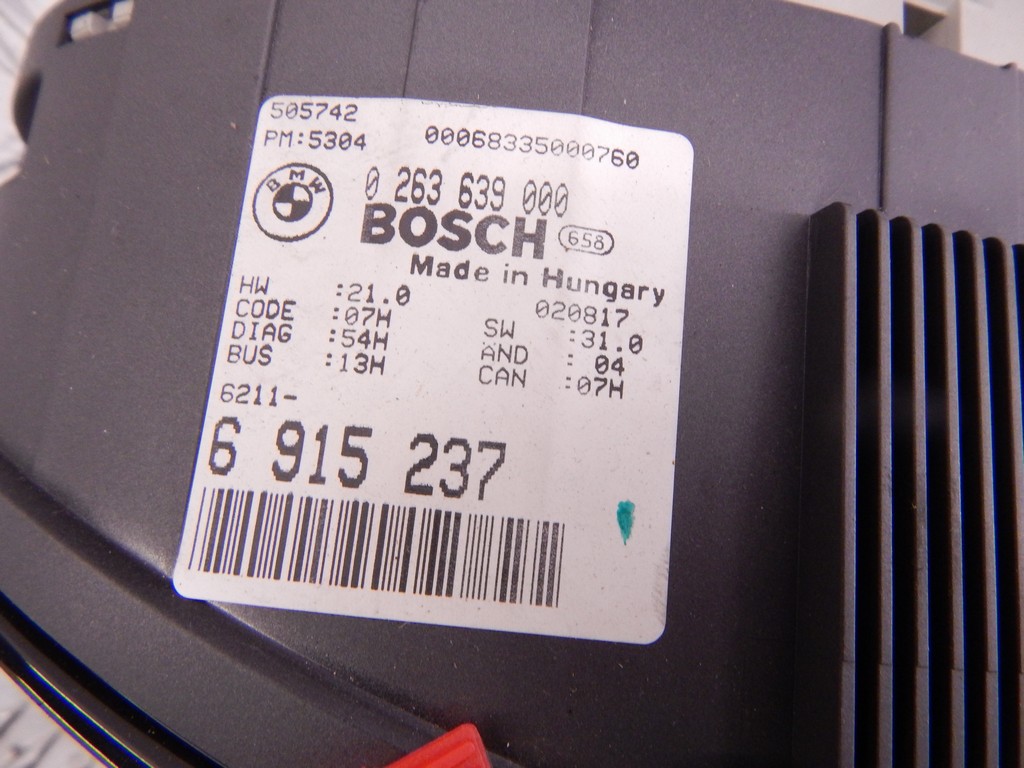 505742
PM:5304 00068335000760
BMW 0 263 639 000
BOSCH 658
Made in Hungary
020817
HW :21.0 SW :31.0
CODE :07H AND : 04
DIAG :54H CAN :07H
BUS :13H
6211-
6 915 237